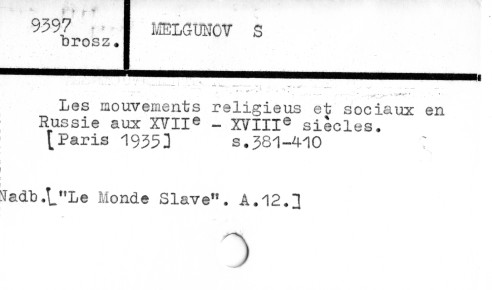 9397
brosz.
MELGUNOV S
Les mouvements religieus et sociaux en
Russie aux XVIIe - XVIIIe siècles.
[Paris 1935] s.381-410
Nadb.["Le Monde Slave". A.12.]